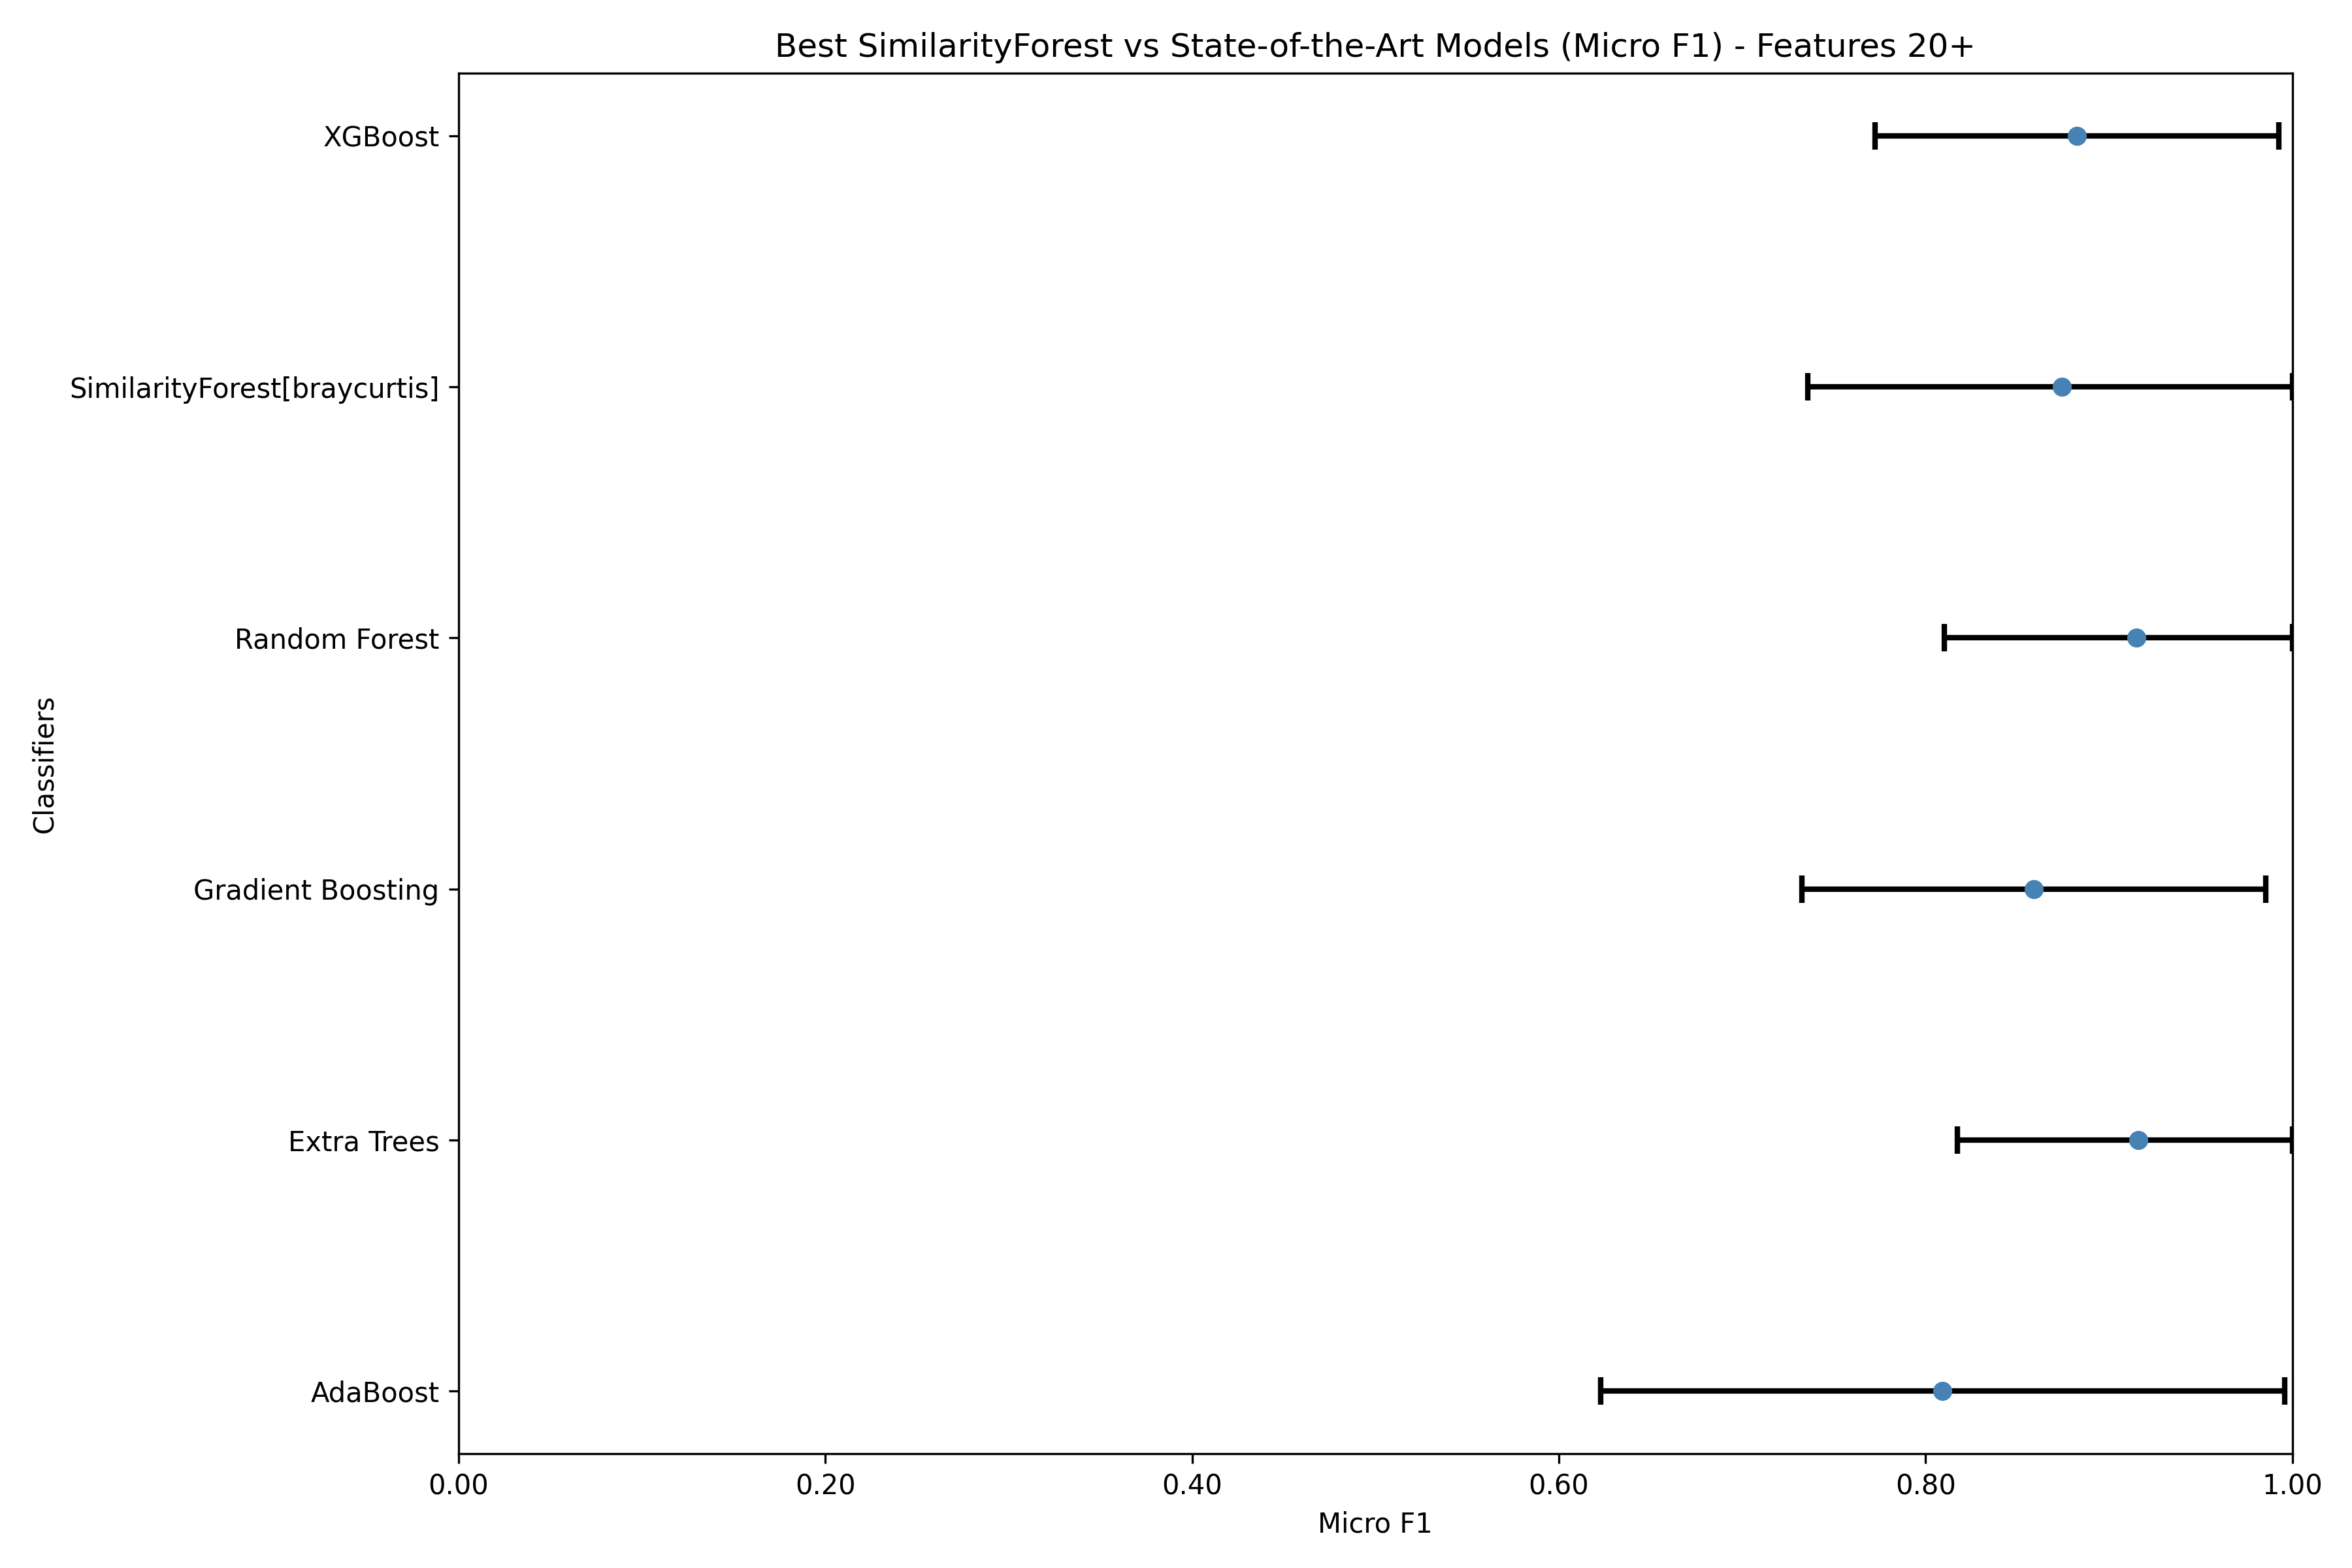 Best SimilarityForest vs State-of-the-Art Models (Micro F1) - Features 20+
XGBoost
SimilarityForest[braycurtis]
Random Forest
Gradient Boosting
Extra Trees
AdaBoost
Classifiers
0.00 0.20 0.40 0.60 0.80 1.00
Micro F1